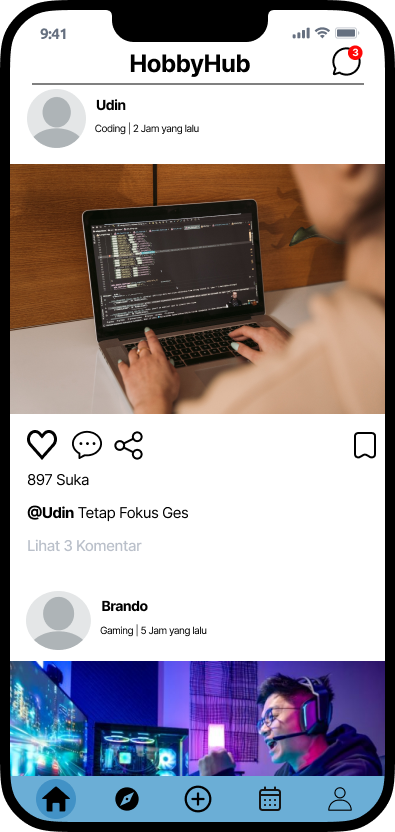 9:41
HobbyHub
3
Udin
Coding | 2 Jam yang lalu
897 Suka
@Udin Tetap Fokus Ges
Lihat 3 Komentar
Brando
Gaming | 5 Jam yang lalu